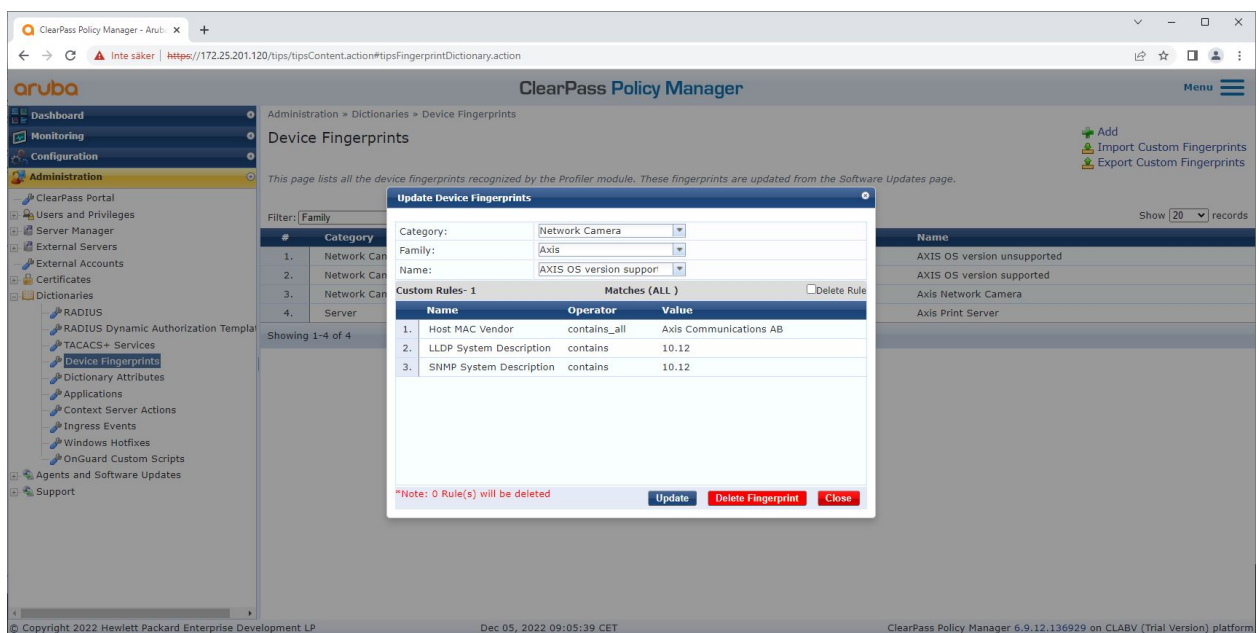 ClearPass Policy Manager - Arub
Inte säker | https://172.25.201.120/tips/tipsContent.action#tipsFingerprintDictionary.action
aruba
ClearPass Policy Manager
Menu
Dashboard
Monitoring
Configuration
Administration
ClearPass Portal
Users and Privileges
Server Manager
External Servers
External Accounts
Certificates
Dictionaries
RADIUS
RADIUS Dynamic Authorization Templat
TACACS+ Services
Device Fingerprints
Dictionary Attributes
Applications
Context Server Actions
Ingress Events
Windows Hotfixes
OnGuard Custom Scripts
Agents and Software Updates
Support
Administration » Dictionaries » Device Fingerprints
Device Fingerprints
Add
Import Custom Fingerprints
Export Custom Fingerprints
This page lists all the device fingerprints recognized by the Profiler module. These fingerprints are updated from the Software Updates page.
Filter: Family
Show 20 records
# Category Name
1. Network Can AXIS OS version unsupported
2. Network Can AXIS OS version supported
3. Network Can Axis Network Camera
4. Server Axis Print Server
Showing 1-4 of 4
Update Device Fingerprints
Category: Network Camera
Family: Axis
Name: AXIS OS version suppor
Custom Rules- 1 Matches (ALL ) Delete Rule
Name Operator Value
1. Host MAC Vendor contains_all Axis Communications AB
2. LLDP System Description contains 10.12
3. SNMP System Description contains 10.12
*Note: 0 Rule(s) will be deleted
Update Delete Fingerprint Close
© Copyright 2022 Hewlett Packard Enterprise Development LP Dec 05, 2022 09:05:39 CET ClearPass Policy Manager 6.9.12.136929 on CLABV (Trial Version) platform